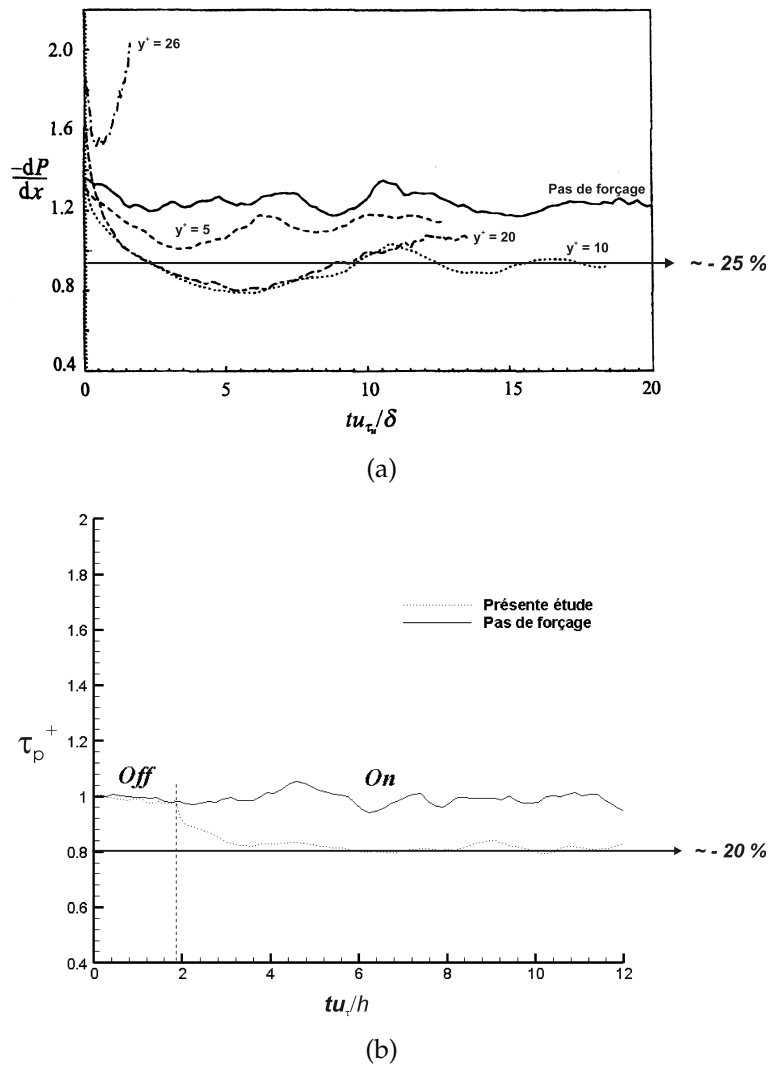 2.0
1.6
-dP
dx
1.2
0.8
0.4
y⁺ = 26
Pas de forçage
y⁺ = 5
y⁺ = 20
y⁺ = 10
~ - 25 %
0 5 10 15 20
tu_τᵤ/δ
(a)
2
1.8
1.6
1.4
1.2
1
0.8
0.6
0.4
τₚ⁺
Présente étude
Pas de forçage
Off
On
~ - 20 %
0 2 4 6 8 10 12
tu_τ/h
(b)